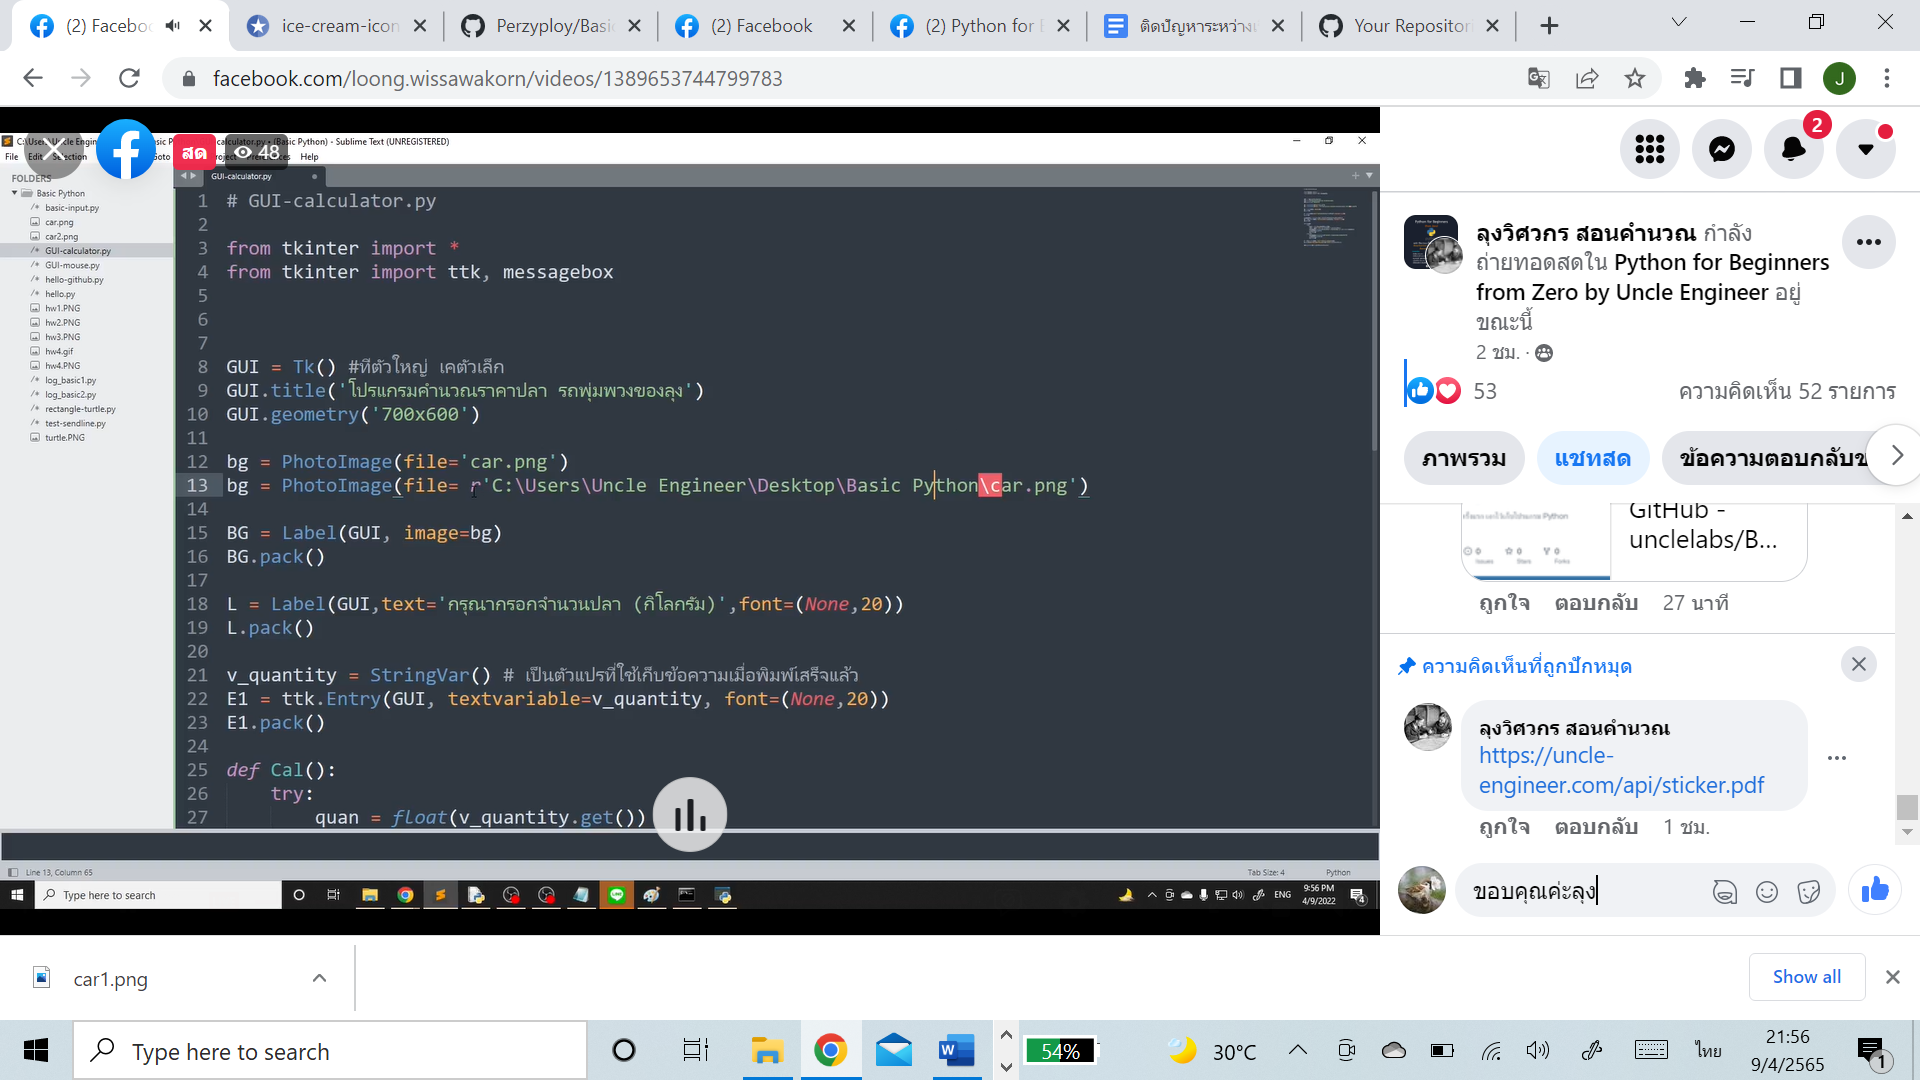 (2) Faceboo
ice-cream-icon
Perzyploy/Basic
(2) Facebook
(2) Python for B
ติดปัญหาระหว่าง
Your Repositori
facebook.com/loong.wissawakorn/videos/1389653744799783
J
calculator.py • (Basic Python) - Sublime Text (UNREGISTERED)
File Edit Selection Goto Project Preferences Help
สด 48
2
FOLDERS
Basic Python
basic-input.py
car.png
car2.png
GUI-calculator.py
GUI-mouse.py
hello-github.py
hello.py
hw1.PNG
hw2.PNG
hw3.PNG
hw4.gif
hw4.PNG
log_basic1.py
log_basic2.py
rectangle-turtle.py
test-sendline.py
turtle.PNG
GUI-calculator.py
1 # GUI-calculator.py
2
3 from tkinter import *
4 from tkinter import ttk, messagebox
5
6
7
8 GUI = Tk() #ทีตัวใหญ่ เคตัวเล็ก
9 GUI.title('โปรแกรมคำนวณราคาปลา รถพุ่มพวงของลุง')
10 GUI.geometry('700x600')
11
12 bg = PhotoImage(file='car.png')
13 bg = PhotoImage(file= r'C:\Users\Uncle Engineer\Desktop\Basic Python\car.png')
14
15 BG = Label(GUI, image=bg)
16 BG.pack()
17
18 L = Label(GUI,text='กรุณากรอกจำนวนปลา (กิโลกรัม)',font=(None,20))
19 L.pack()
20
21 v_quantity = StringVar() # เป็นตัวแปรที่ใช้เก็บข้อความเมื่อพิมพ์เสร็จแล้ว
22 E1 = ttk.Entry(GUI, textvariable=v_quantity, font=(None,20))
23 E1.pack()
24
25 def Cal():
26 try:
27 quan = float(v_quantity.get())
Line 13, Column 65
Tab Size: 4
Python
Type here to search
ENG
9:56 PM
4/9/2022
4
ลุงวิศวกร สอนคำนวณ กำลัง
ถ่ายทอดสดใน Python for Beginners
from Zero by Uncle Engineer อยู่
ขณะนี้
2 ชม. ·
53
ความคิดเห็น 52 รายการ
ภาพรวม
แชทสด
ข้อความตอบกลับข
GitHub -
unclelabs/B...
ถูกใจ ตอบกลับ 27 นาที
ความคิดเห็นที่ถูกปักหมุด
ลุงวิศวกร สอนคำนวณ
https://uncle-
engineer.com/api/sticker.pdf
ถูกใจ ตอบกลับ 1 ชม.
ขอบคุณค่ะลุง
car1.png
Show all
Type here to search
54%
30°C
ไทย
21:56
9/4/2565
1